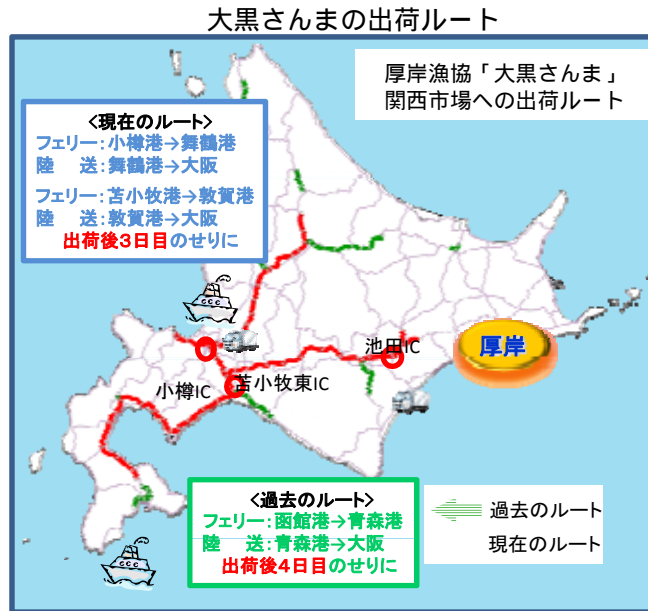 大黒さんまの出荷ルート
厚岸漁協「大黒さんま」
関西市場への出荷ルート
<現在のルート>
フェリー:小樽港→舞鶴港
陸　送:舞鶴港→大阪
フェリー:苫小牧港→敦賀港
陸　送:敦賀港→大阪
出荷後3日目のせりに
池田IC
厚岸
小樽IC
苫小牧東IC
<過去のルート>
フェリー:函館港→青森港
陸　送:青森港→大阪
出荷後4日目のせりに
過去のルート
現在のルート